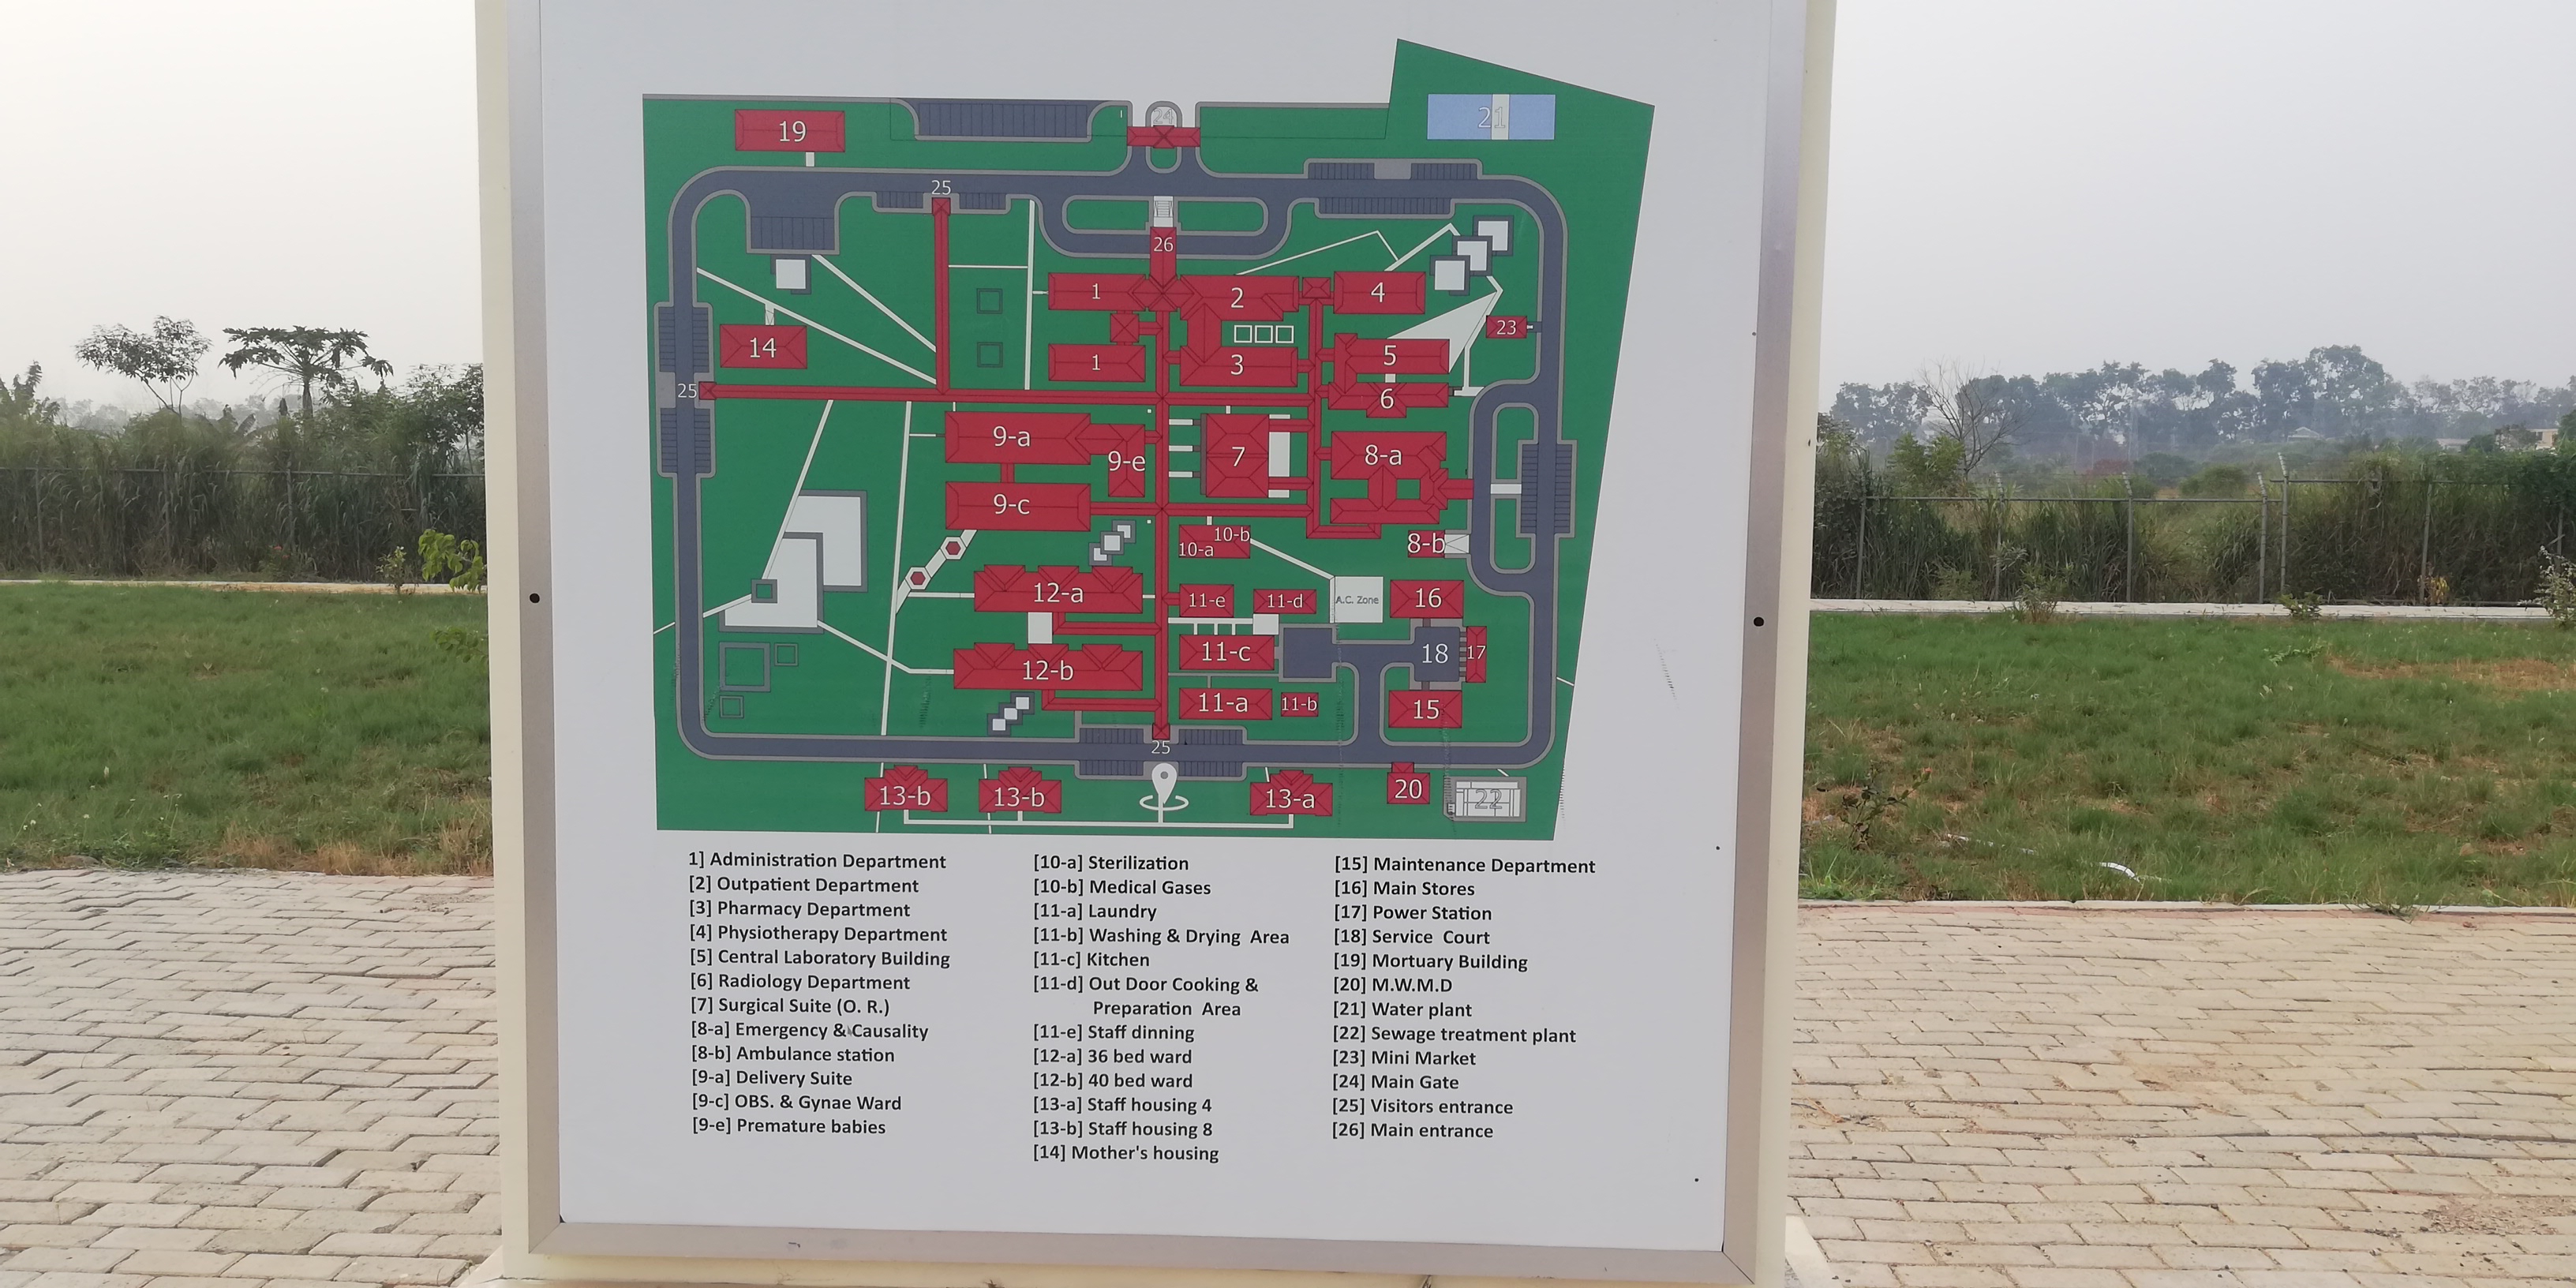 19
24
21
25
26
1
2
4
14
1
3
5
23
25
6
9-a
9-e
7
8-a
9-c
10-b
10-a
8-b
12-a
11-e
11-d
A.C. Zone
16
12-b
11-c
18
17
11-a
11-b
15
25
13-b
13-b
13-a
20
22
1] Administration Department
[2] Outpatient Department
[3] Pharmacy Department
[4] Physiotherapy Department
[5] Central Laboratory Building
[6] Radiology Department
[7] Surgical Suite (O. R.)
[8-a] Emergency & Causality
[8-b] Ambulance station
[9-a] Delivery Suite
[9-c] OBS. & Gynae Ward
[9-e] Premature babies
[10-a] Sterilization
[10-b] Medical Gases
[11-a] Laundry
[11-b] Washing & Drying Area
[11-c] Kitchen
[11-d] Out Door Cooking &
Preparation Area
[11-e] Staff dinning
[12-a] 36 bed ward
[12-b] 40 bed ward
[13-a] Staff housing 4
[13-b] Staff housing 8
[14] Mother's housing
[15] Maintenance Department
[16] Main Stores
[17] Power Station
[18] Service Court
[19] Mortuary Building
[20] M.W.M.D
[21] Water plant
[22] Sewage treatment plant
[23] Mini Market
[24] Main Gate
[25] Visitors entrance
[26] Main entrance